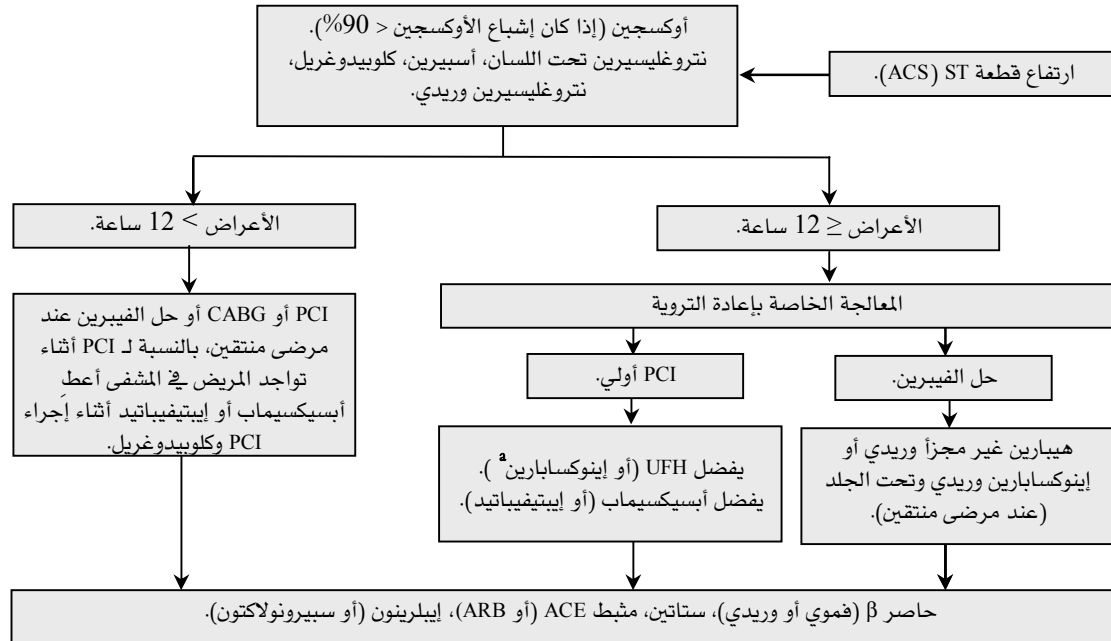 أوكسجين (إذا كان إشباع الأوكسجين < 90%).
نتروغليسيرين تحت اللسان، أسبيرين، كلوبيدوغريل،
نتروغليسيرين وريدي.
ارتفاع قطعة ST (ACS).
الأعراض ≤ 12 ساعة.
الأعراض > 12 ساعة.
المعالجة الخاصة بإعادة التروية
حل الفيبرين.
PCI أولي.
PCI أو CABG أو حل الفيبرين عند
مرضى منتقين، بالنسبة لـ PCI أثناء
تواجد المريض في المشفى أعطِ
أبسيكسيماب أو إيبتيفيباتيد أثناء إجراء
PCI وكلوبيدوغريل.
هيبارين غير مجزأ وريدي أو
إينوكسابارين وريدي وتحت الجلد
(عند مرضى منتقين).
يفضل UFH (أو إينوكسابارين a).
يفضل أبسيكسيماب (أو إيبتيفيباتيد).
حاصر β (فموي أو وريدي)، ستاتين، مثبط ACE (أو ARB)، إيبلرينون (أو سبيرونولاكتون).